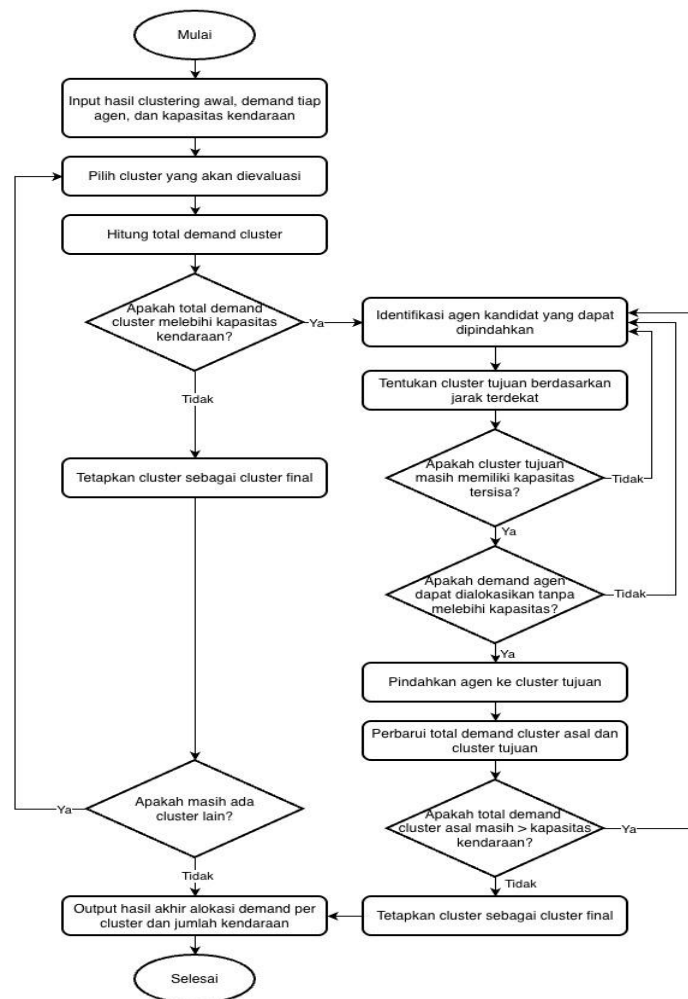 Mulai
Input hasil clustering awal, demand tiap
agen, dan kapasitas kendaraan
Pilih cluster yang akan dievaluasi
Hitung total demand cluster
Apakah total demand
cluster melebihi kapasitas
kendaraan?
Ya
Identifikasi agen kandidat yang dapat
dipindahkan
Tentukan cluster tujuan berdasarkan
jarak terdekat
Tidak
Tetapkan cluster sebagai cluster final
Apakah cluster tujuan
masih memiliki kapasitas
tersisa?
Tidak
Ya
Apakah demand agen
dapat dialokasikan tanpa
melebihi kapasitas?
Tidak
Ya
Pindahkan agen ke cluster tujuan
Perbarui total demand cluster asal dan
cluster tujuan
Apakah total demand
cluster asal masih > kapasitas
kendaraan?
Ya
Tidak
Tetapkan cluster sebagai cluster final
Apakah masih ada
cluster lain?
Ya
Tidak
Output hasil akhir alokasi demand per
cluster dan jumlah kendaraan
Selesai